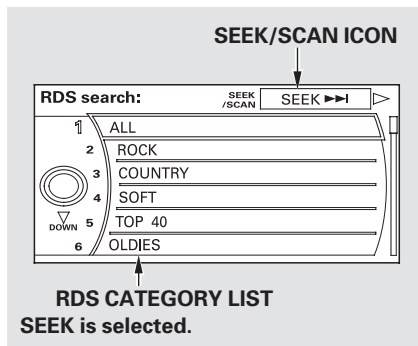 SEEK/SCAN ICON
RDS search:
SEEK
/SCAN
SEEK ►►I
1 ALL
2 ROCK
3 COUNTRY
4 SOFT
DOWN 5 TOP 40
6 OLDIES
RDS CATEGORY LIST
SEEK is selected.